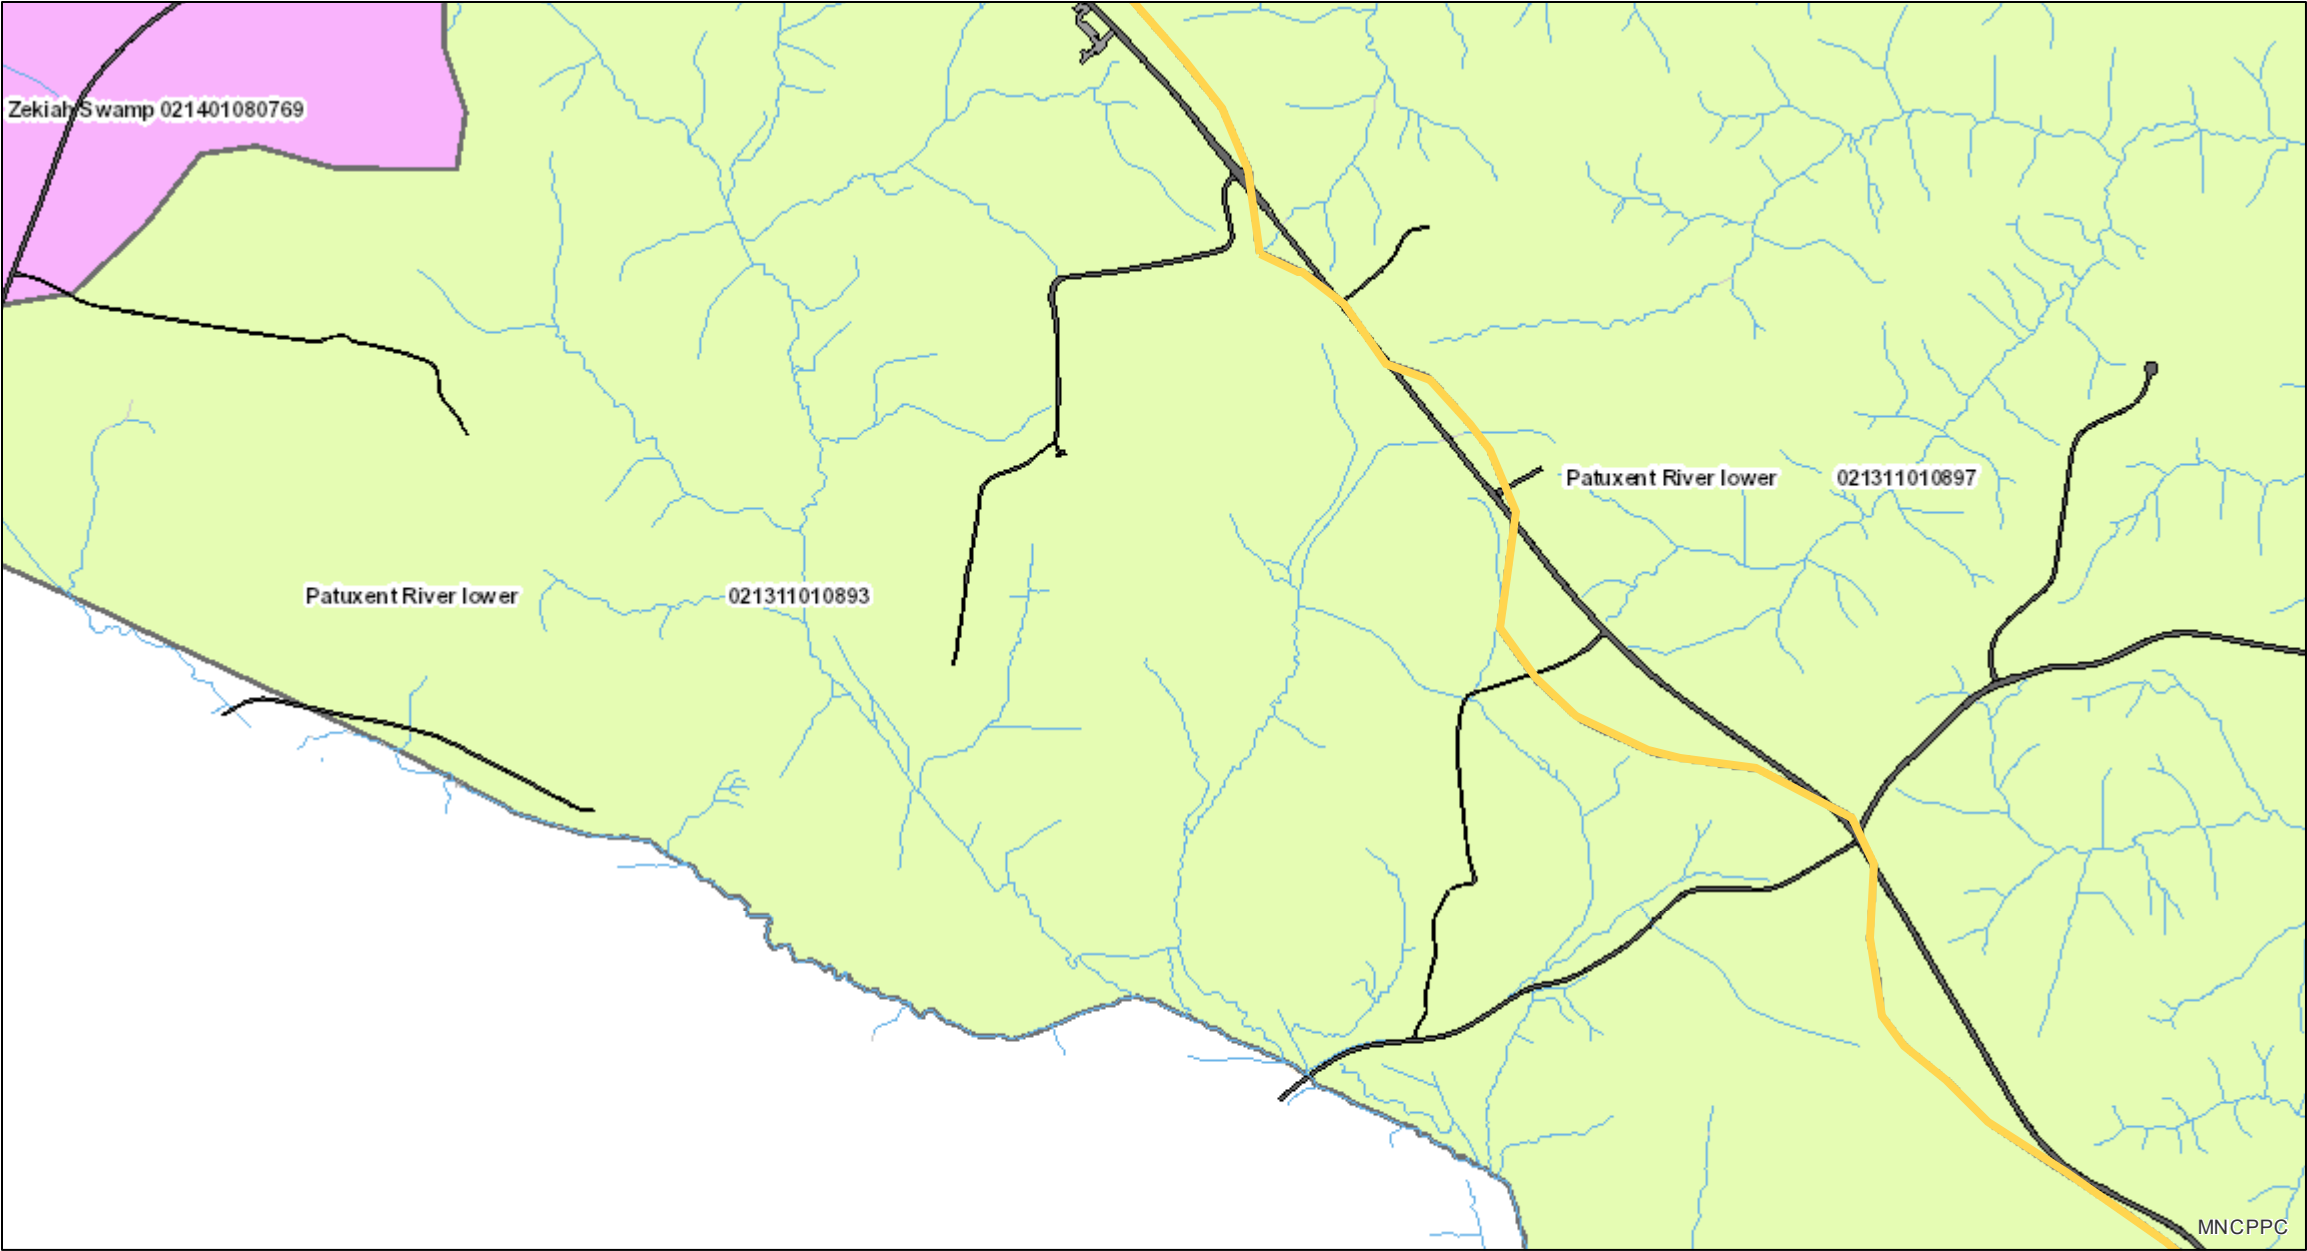 Zekiah Swamp 021401080769
Patuxent River lower 021311010897
Patuxent River lower 021311010893
MNCPPC